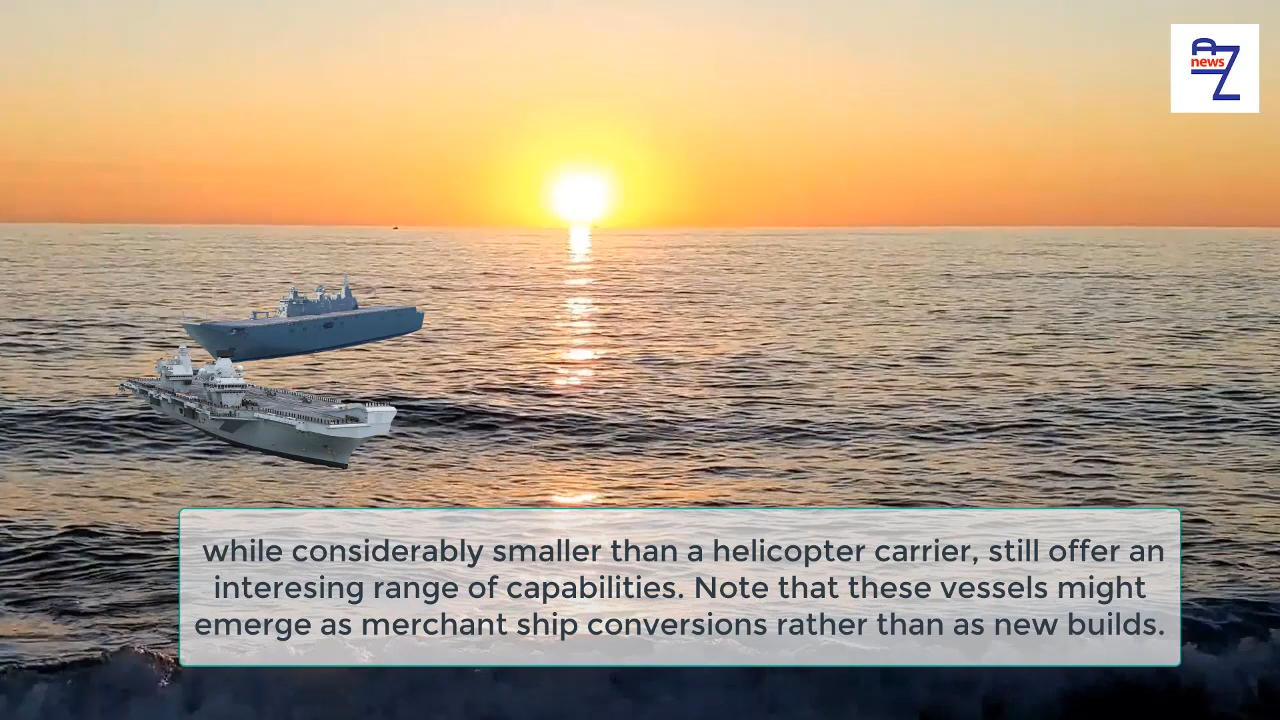 A
news
Z
while considerably smaller than a helicopter carrier, still offer an
interesing range of capabilities. Note that these vessels might
emerge as merchant ship conversions rather than as new builds.